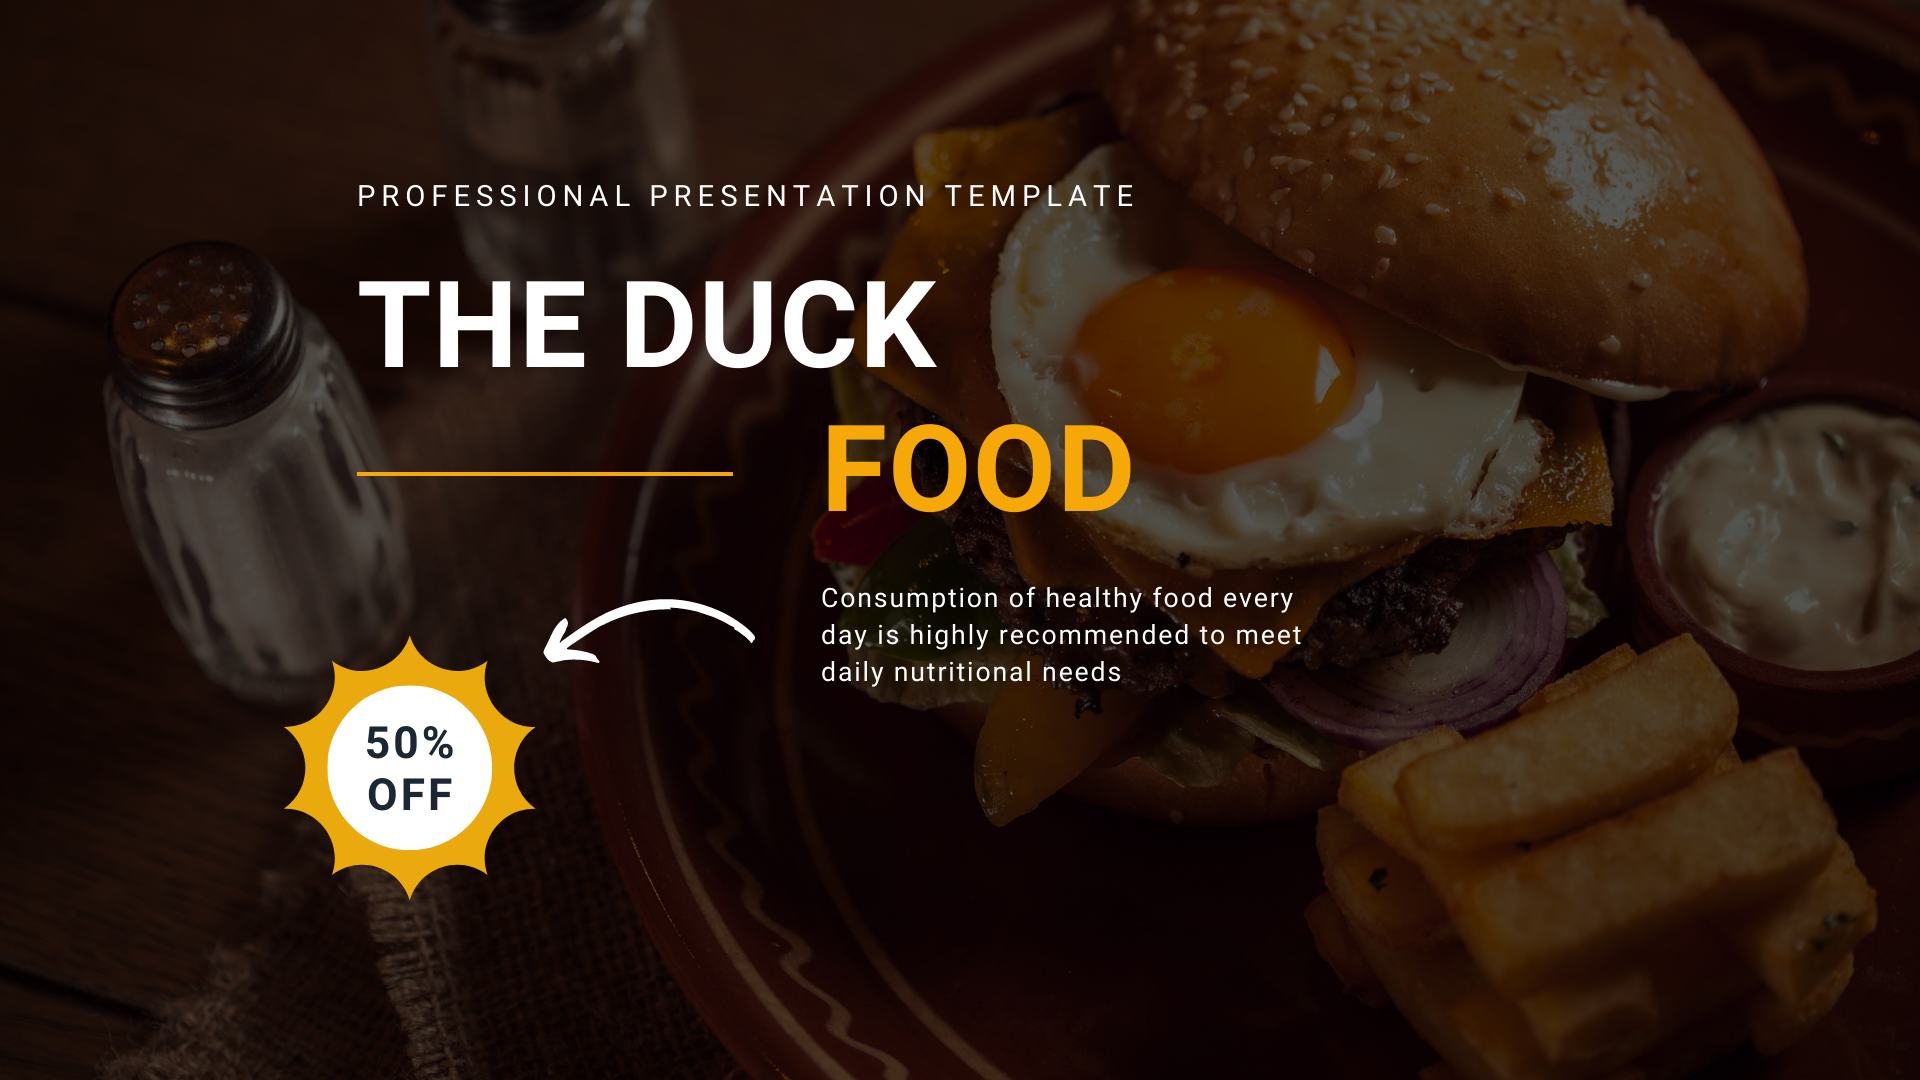 PROFESSIONAL PRESENTATION TEMPLATE
THE DUCK
FOOD
Consumption of healthy food every
day is highly recommended to meet
daily nutritional needs
50%
OFF